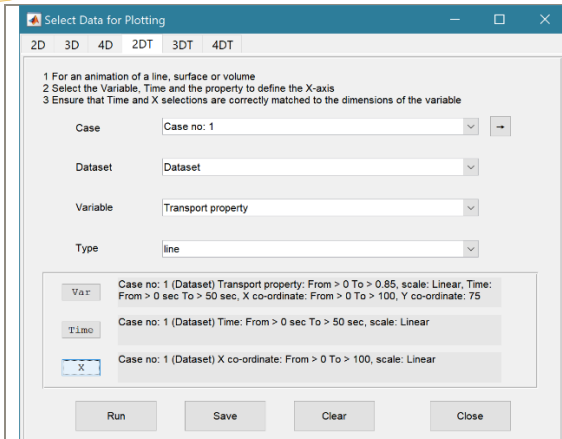 Select Data for Plotting
2D 3D 4D 2DT 3DT 4DT
1 For an animation of a line, surface or volume
2 Select the Variable, Time and the property to define the X-axis
3 Ensure that Time and X selections are correctly matched to the dimensions of the variable
Case Case no: 1 →
Dataset Dataset
Variable Transport property
Type line
Var Case no: 1 (Dataset) Transport property: From > 0 To > 0.85, scale: Linear, Time:
From > 0 sec To > 50 sec, X co-ordinate: From > 0 To > 100, Y co-ordinate: 75
Time Case no: 1 (Dataset) Time: From > 0 sec To > 50 sec, scale: Linear
X Case no: 1 (Dataset) X co-ordinate: From > 0 To > 100, scale: Linear
Run Save Clear Close